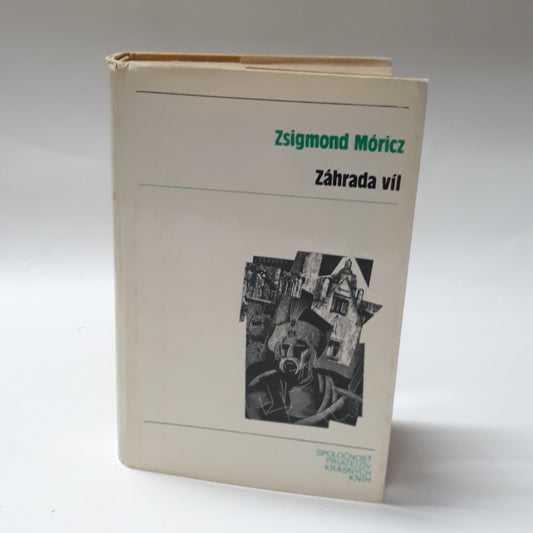 Zsigmond Móricz
Záhrada víl
SPOLOČNOSŤ
PRIATEĽOV
KRÁSNYCH
KNÍH